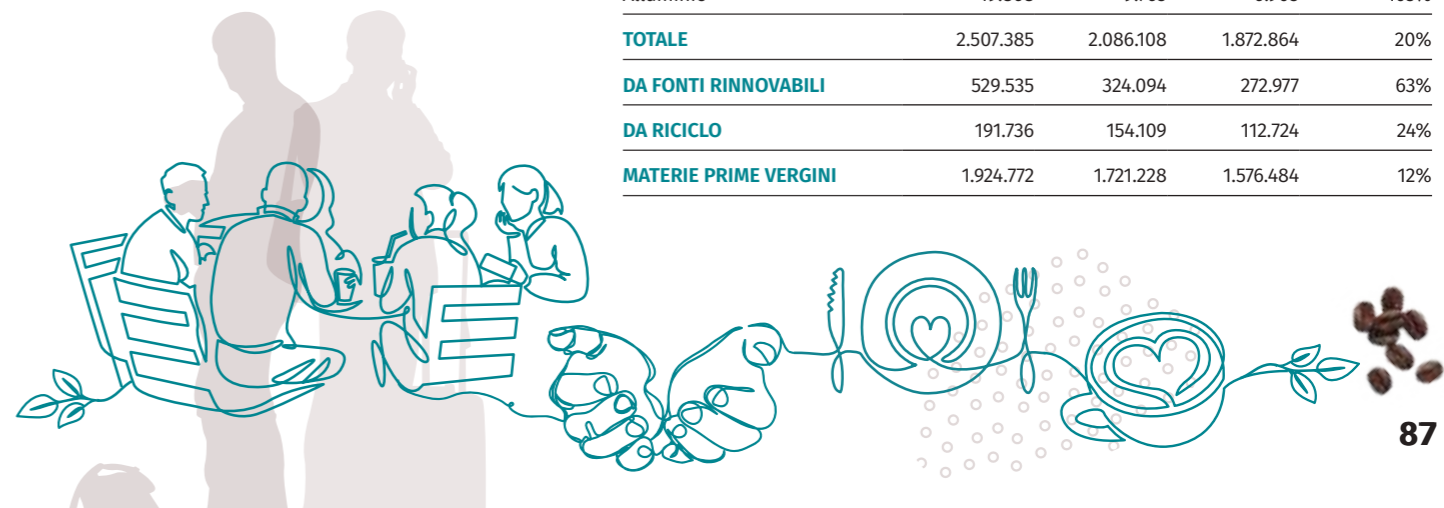 TOTALE 2.507.385 2.086.108 1.872.864 20%
DA FONTI RINNOVABILI 529.535 324.094 272.977 63%
DA RICICLO 191.736 154.109 112.724 24%
MATERIE PRIME VERGINI 1.924.772 1.721.228 1.576.484 12%
87